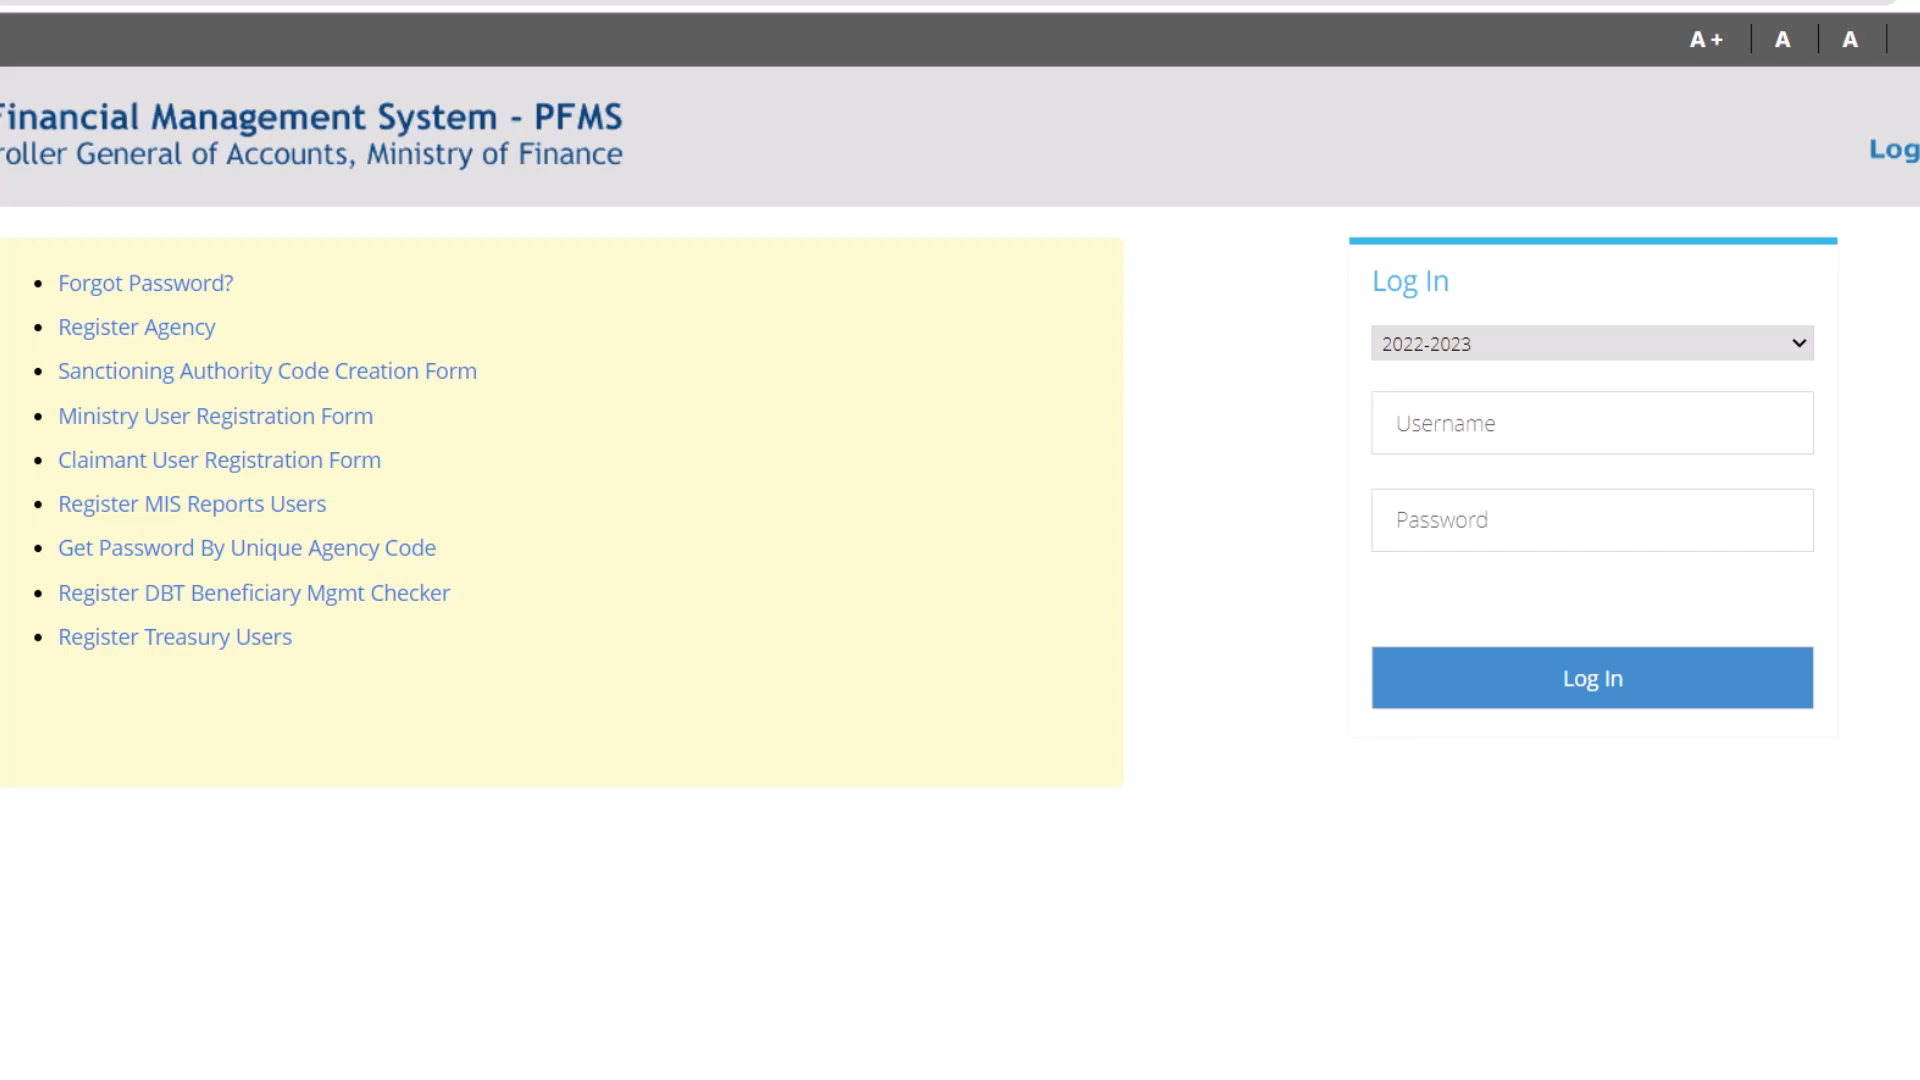 A+ A A
Financial Management System - PFMS
roller General of Accounts, Ministry of Finance
Log
Forgot Password?
Register Agency
Sanctioning Authority Code Creation Form
Ministry User Registration Form
Claimant User Registration Form
Register MIS Reports Users
Get Password By Unique Agency Code
Register DBT Beneficiary Mgmt Checker
Register Treasury Users
Log In
2022-2023
Username
Password
Log In